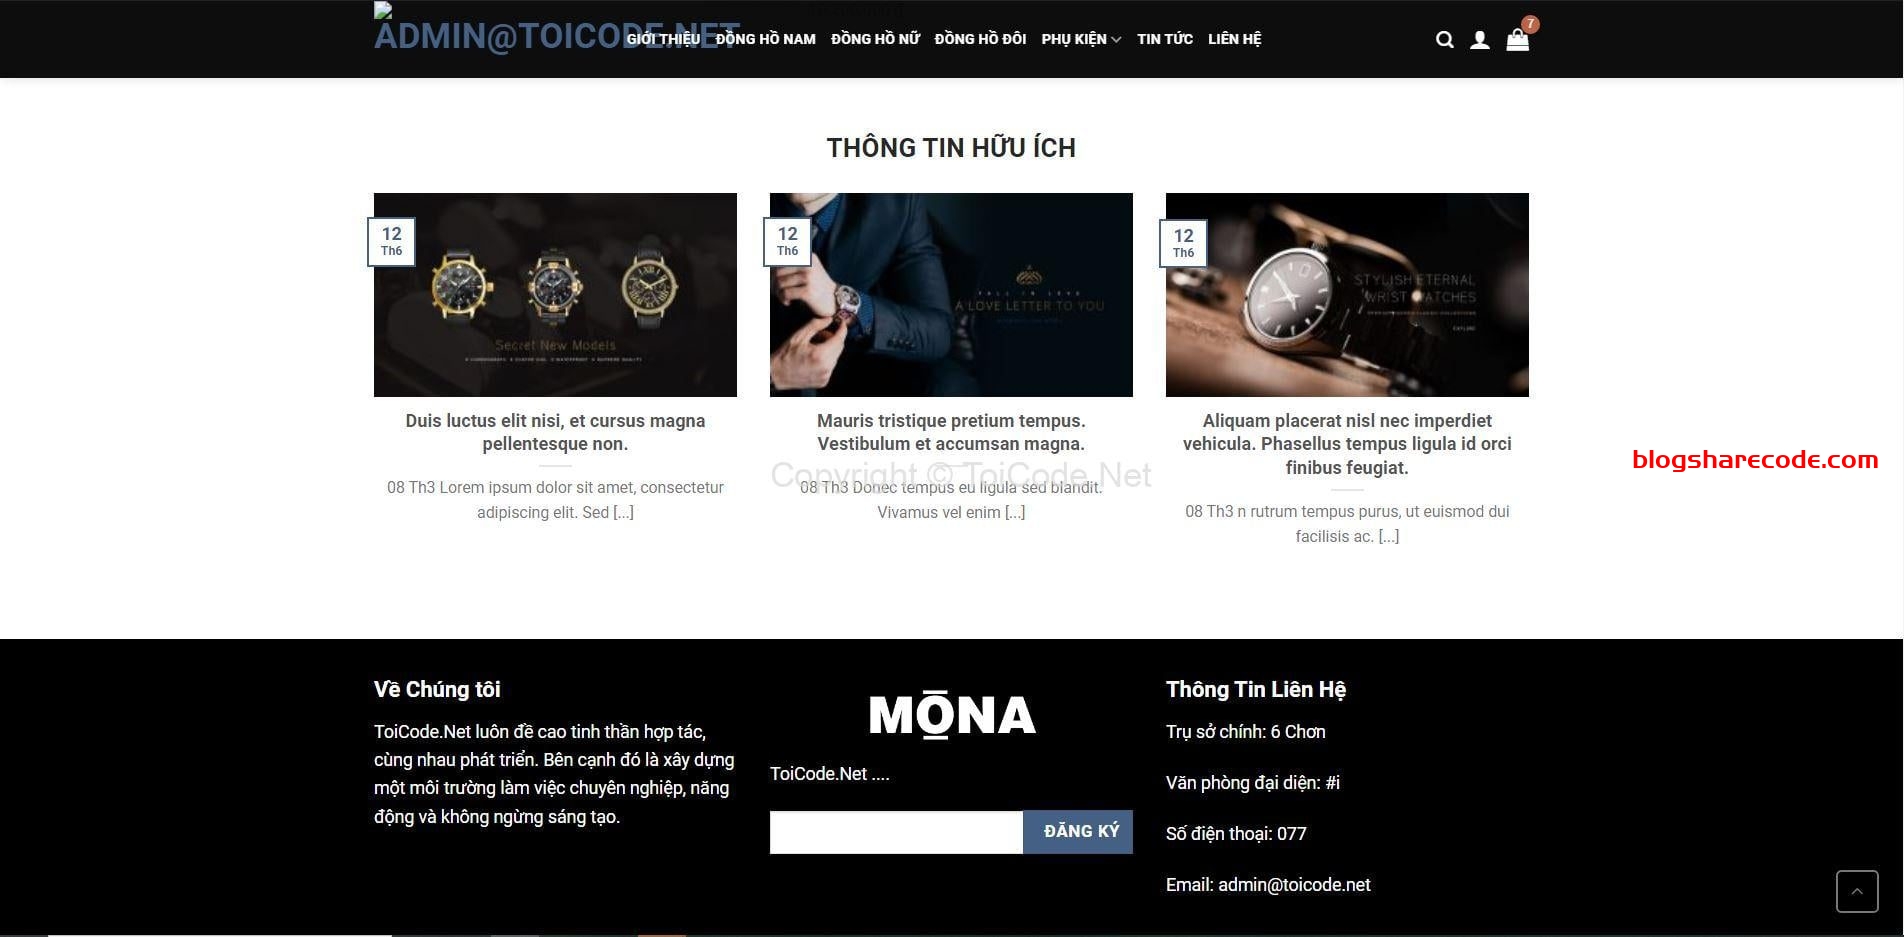 ADMIN@TOICODE.NET
GIỚI THIỆU ĐỒNG HỒ NAM ĐỒNG HỒ NỮ ĐỒNG HỒ ĐÔI PHỤ KIỆN TIN TỨC LIÊN HỆ
7
THÔNG TIN HỮU ÍCH
12
Th6
Secret New Models
Duis luctus elit nisi, et cursus magna
pellentesque non.
08 Th3 Lorem ipsum dolor sit amet, consectetur
adipiscing elit. Sed [...]
12
Th6
FALL IN LOVE
A LOVE LETTER TO YOU
Mauris tristique pretium tempus.
Vestibulum et accumsan magna.
08 Th3 Donec tempus eu ligula sed blandit.
Vivamus vel enim [...]
12
Th6
STYLISH ETERNAL
WRIST WATCHES
EXPLORE
Aliquam placerat nisl nec imperdiet
vehicula. Phasellus tempus ligula id orci
finibus feugiat.
08 Th3 n rutrum tempus purus, ut euismod dui
facilisis ac. [...]
Copyright © ToiCode.Net
blogsharecode.com
Về Chúng tôi
ToiCode.Net luôn đề cao tinh thần hợp tác,
cùng nhau phát triển. Bên cạnh đó là xây dựng
một môi trường làm việc chuyên nghiệp, năng
động và không ngừng sáng tạo.
MONA
ToiCode.Net ....
ĐĂNG KÝ
Thông Tin Liên Hệ
Trụ sở chính: 6 Chơn
Văn phòng đại diện: #i
Số điện thoại: 077
Email: admin@toicode.net